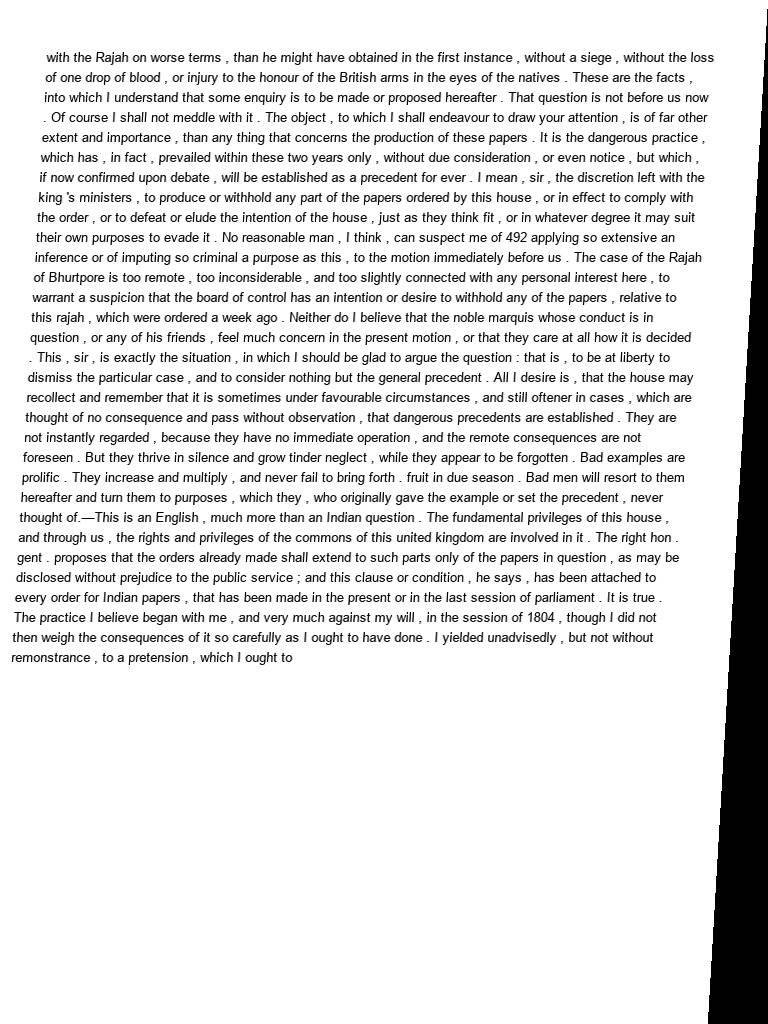 with the Rajah on worse terms , than he might have obtained in the first instance , without a siege , without the loss
of one drop of blood , or injury to the honour of the British arms in the eyes of the natives . These are the facts ,
into which I understand that some enquiry is to be made or proposed hereafter . That question is not before us now
. Of course I shall not meddle with it . The object , to which I shall endeavour to draw your attention , is of far other
extent and importance , than any thing that concerns the production of these papers . It is the dangerous practice ,
which has , in fact , prevailed within these two years only , without due consideration , or even notice , but which ,
if now confirmed upon debate , will be established as a precedent for ever . I mean , sir , the discretion left with the
king 's ministers , to produce or withhold any part of the papers ordered by this house , or in effect to comply with
the order , or to defeat or elude the intention of the house , just as they think fit , or in whatever degree it may suit
their own purposes to evade it . No reasonable man , I think , can suspect me of 492 applying so extensive an
inference or of imputing so criminal a purpose as this , to the motion immediately before us . The case of the Rajah
of Bhurtpore is too remote , too inconsiderable , and too slightly connected with any personal interest here , to
warrant a suspicion that the board of control has an intention or desire to withhold any of the papers , relative to
this rajah , which were ordered a week ago . Neither do I believe that the noble marquis whose conduct is in
question , or any of his friends , feel much concern in the present motion , or that they care at all how it is decided
. This , sir , is exactly the situation , in which I should be glad to argue the question : that is , to be at liberty to
dismiss the particular case , and to consider nothing but the general precedent . All I desire is , that the house may
recollect and remember that it is sometimes under favourable circumstances , and still oftener in cases , which are
thought of no consequence and pass without observation , that dangerous precedents are established . They are
not instantly regarded , because they have no immediate operation , and the remote consequences are not
foreseen . But they thrive in silence and grow tinder neglect , while they appear to be forgotten . Bad examples are
prolific . They increase and multiply , and never fail to bring forth . fruit in due season . Bad men will resort to them
hereafter and turn them to purposes , which they , who originally gave the example or set the precedent , never
thought of.—This is an English , much more than an Indian question . The fundamental privileges of this house ,
and through us , the rights and privileges of the commons of this united kingdom are involved in it . The right hon .
gent . proposes that the orders already made shall extend to such parts only of the papers in question , as may be
disclosed without prejudice to the public service ; and this clause or condition , he says , has been attached to
every order for Indian papers , that has been made in the present or in the last session of parliament . It is true .
The practice I believe began with me , and very much against my will , in the session of 1804 , though I did not
then weigh the consequences of it so carefully as I ought to have done . I yielded unadvisedly , but not without
remonstrance , to a pretension , which I ought to